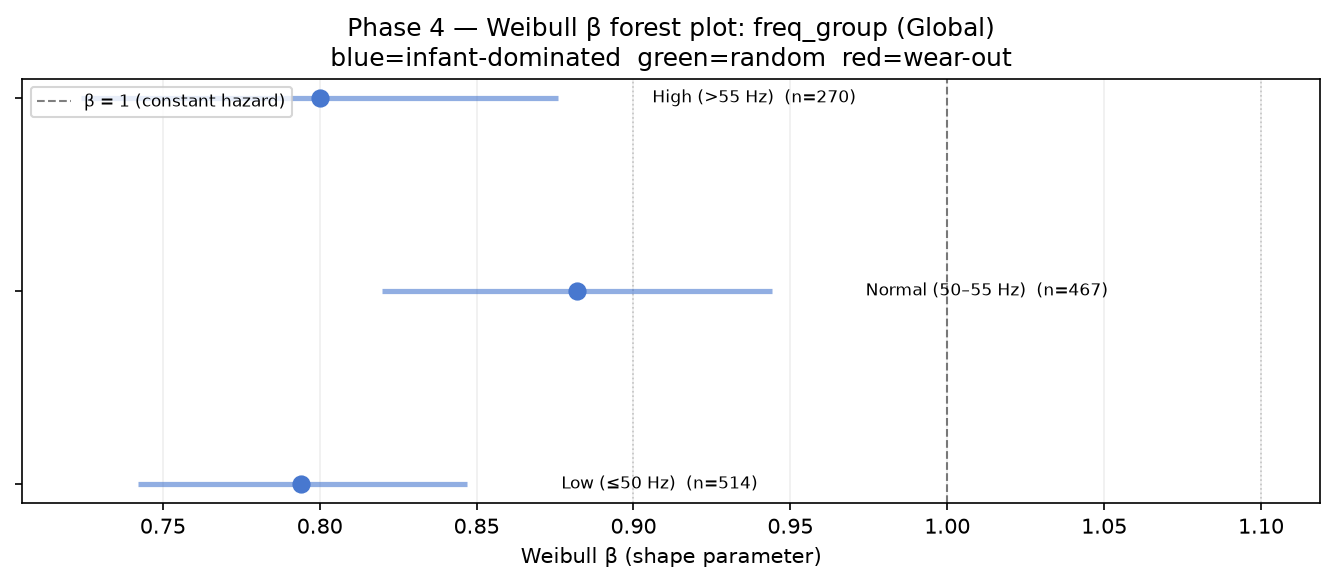 Phase 4 — Weibull β forest plot: freq_group (Global)
blue=infant-dominated  green=random  red=wear-out
β = 1 (constant hazard)
High (>55 Hz)  (n=270)
Normal (50–55 Hz)  (n=467)
Low (≤50 Hz)  (n=514)
0.75 0.80 0.85 0.90 0.95 1.00 1.05 1.10
Weibull β (shape parameter)